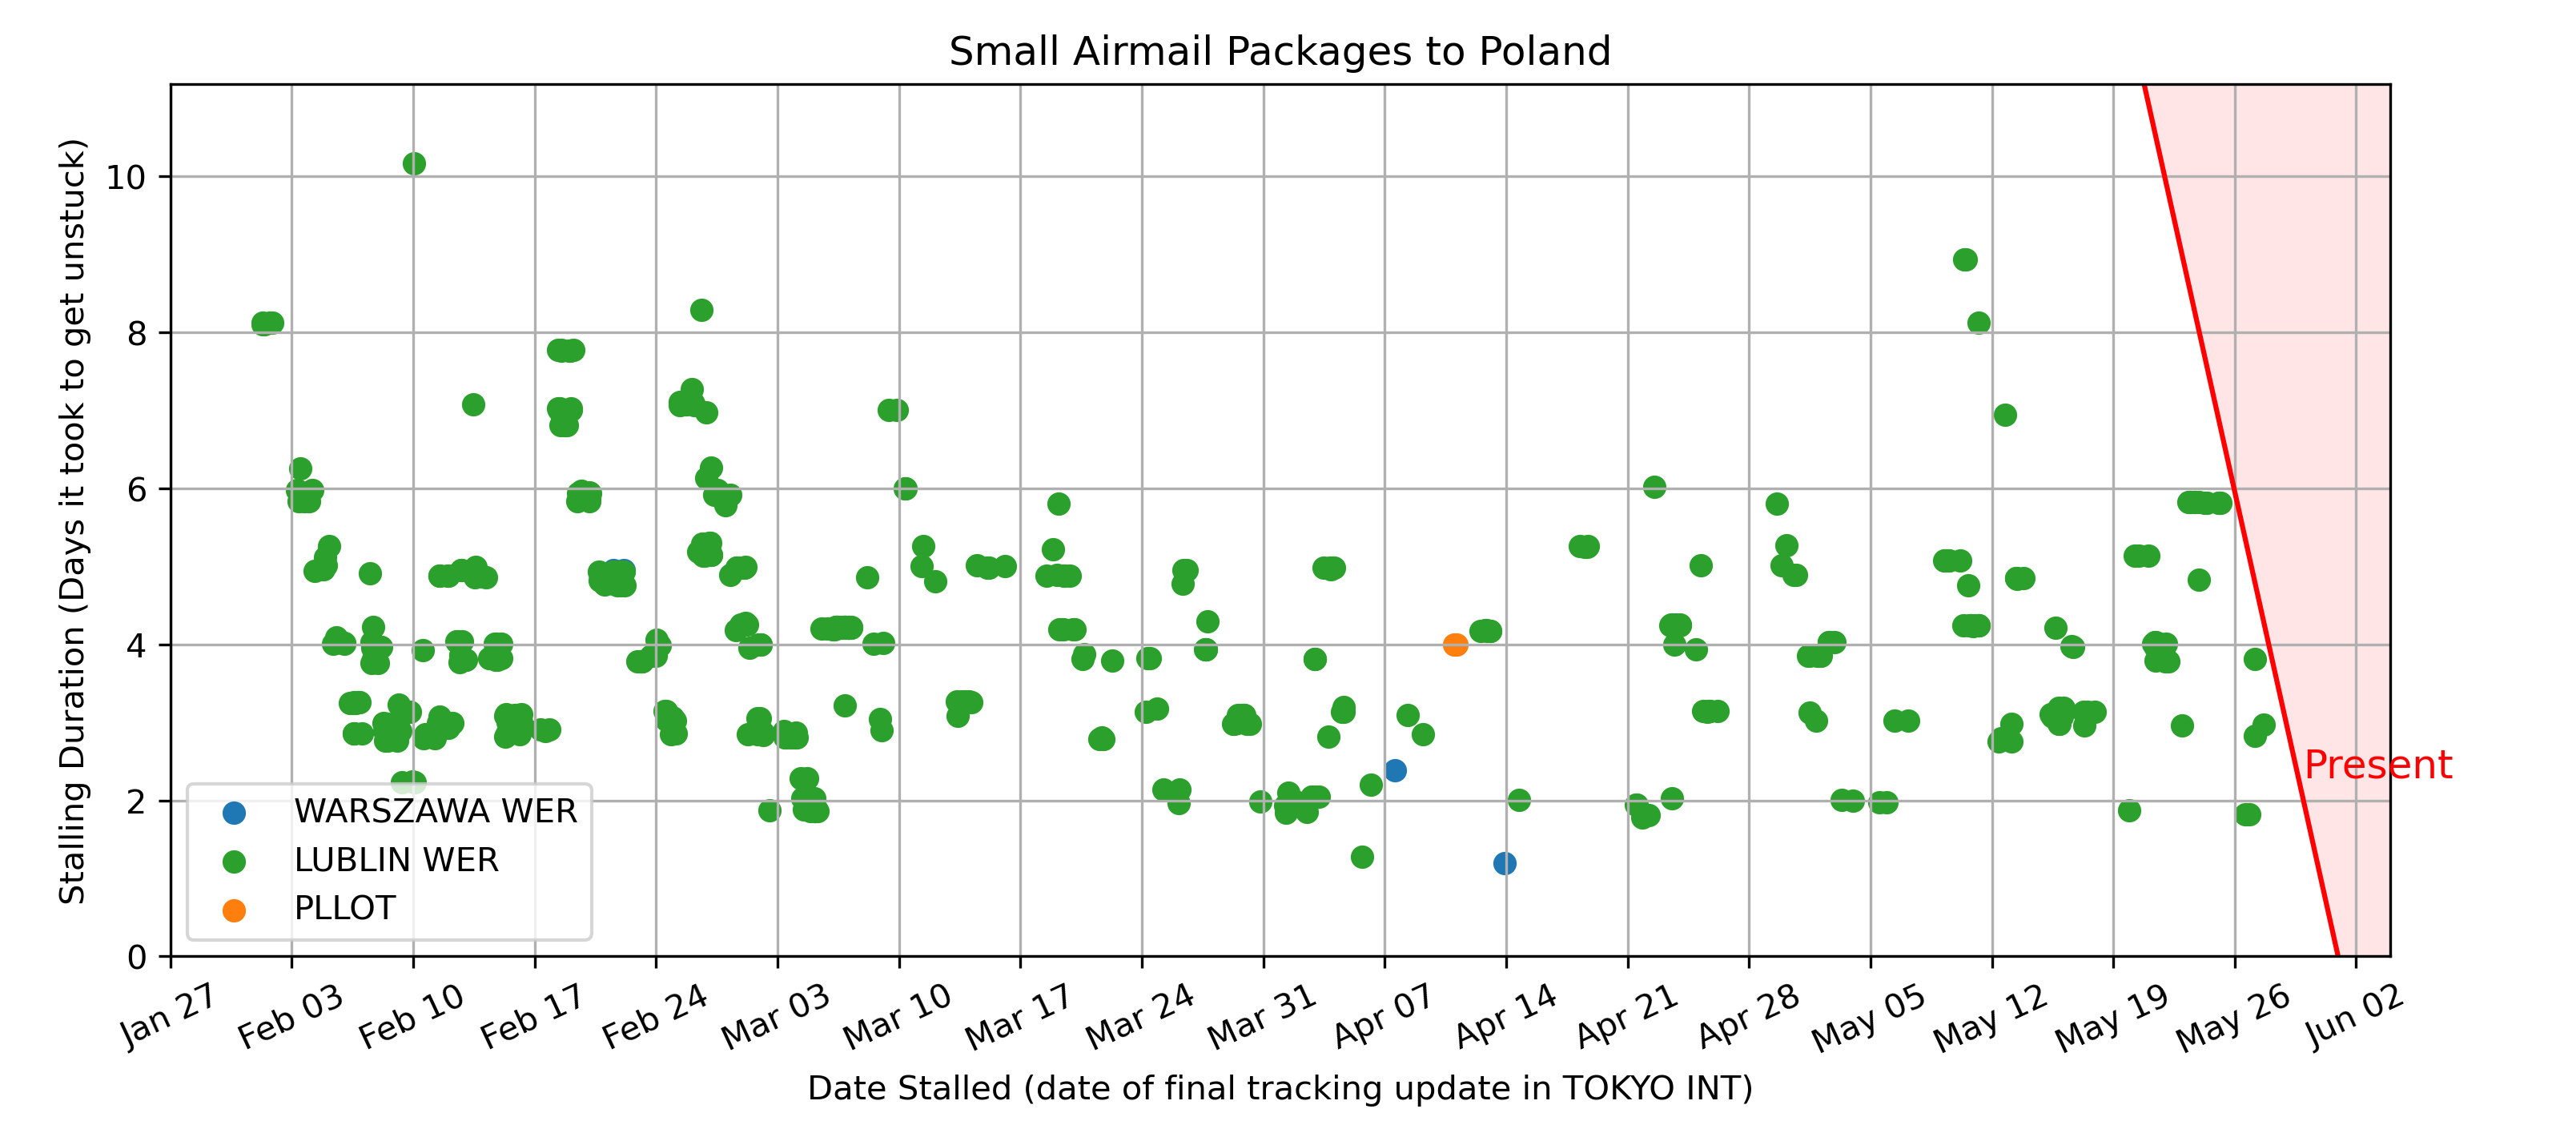 Small Airmail Packages to Poland
Stalling Duration (Days it took to get unstuck)
10
8
6
4
2
0
Present
WARSZAWA WER
LUBLIN WER
PLLOT
Jan 27
Feb 03
Feb 10
Feb 17
Feb 24
Mar 03
Mar 10
Mar 17
Mar 24
Mar 31
Apr 07
Apr 14
Apr 21
Apr 28
May 05
May 12
May 19
May 26
Jun 02
Date Stalled (date of final tracking update in TOKYO INT)